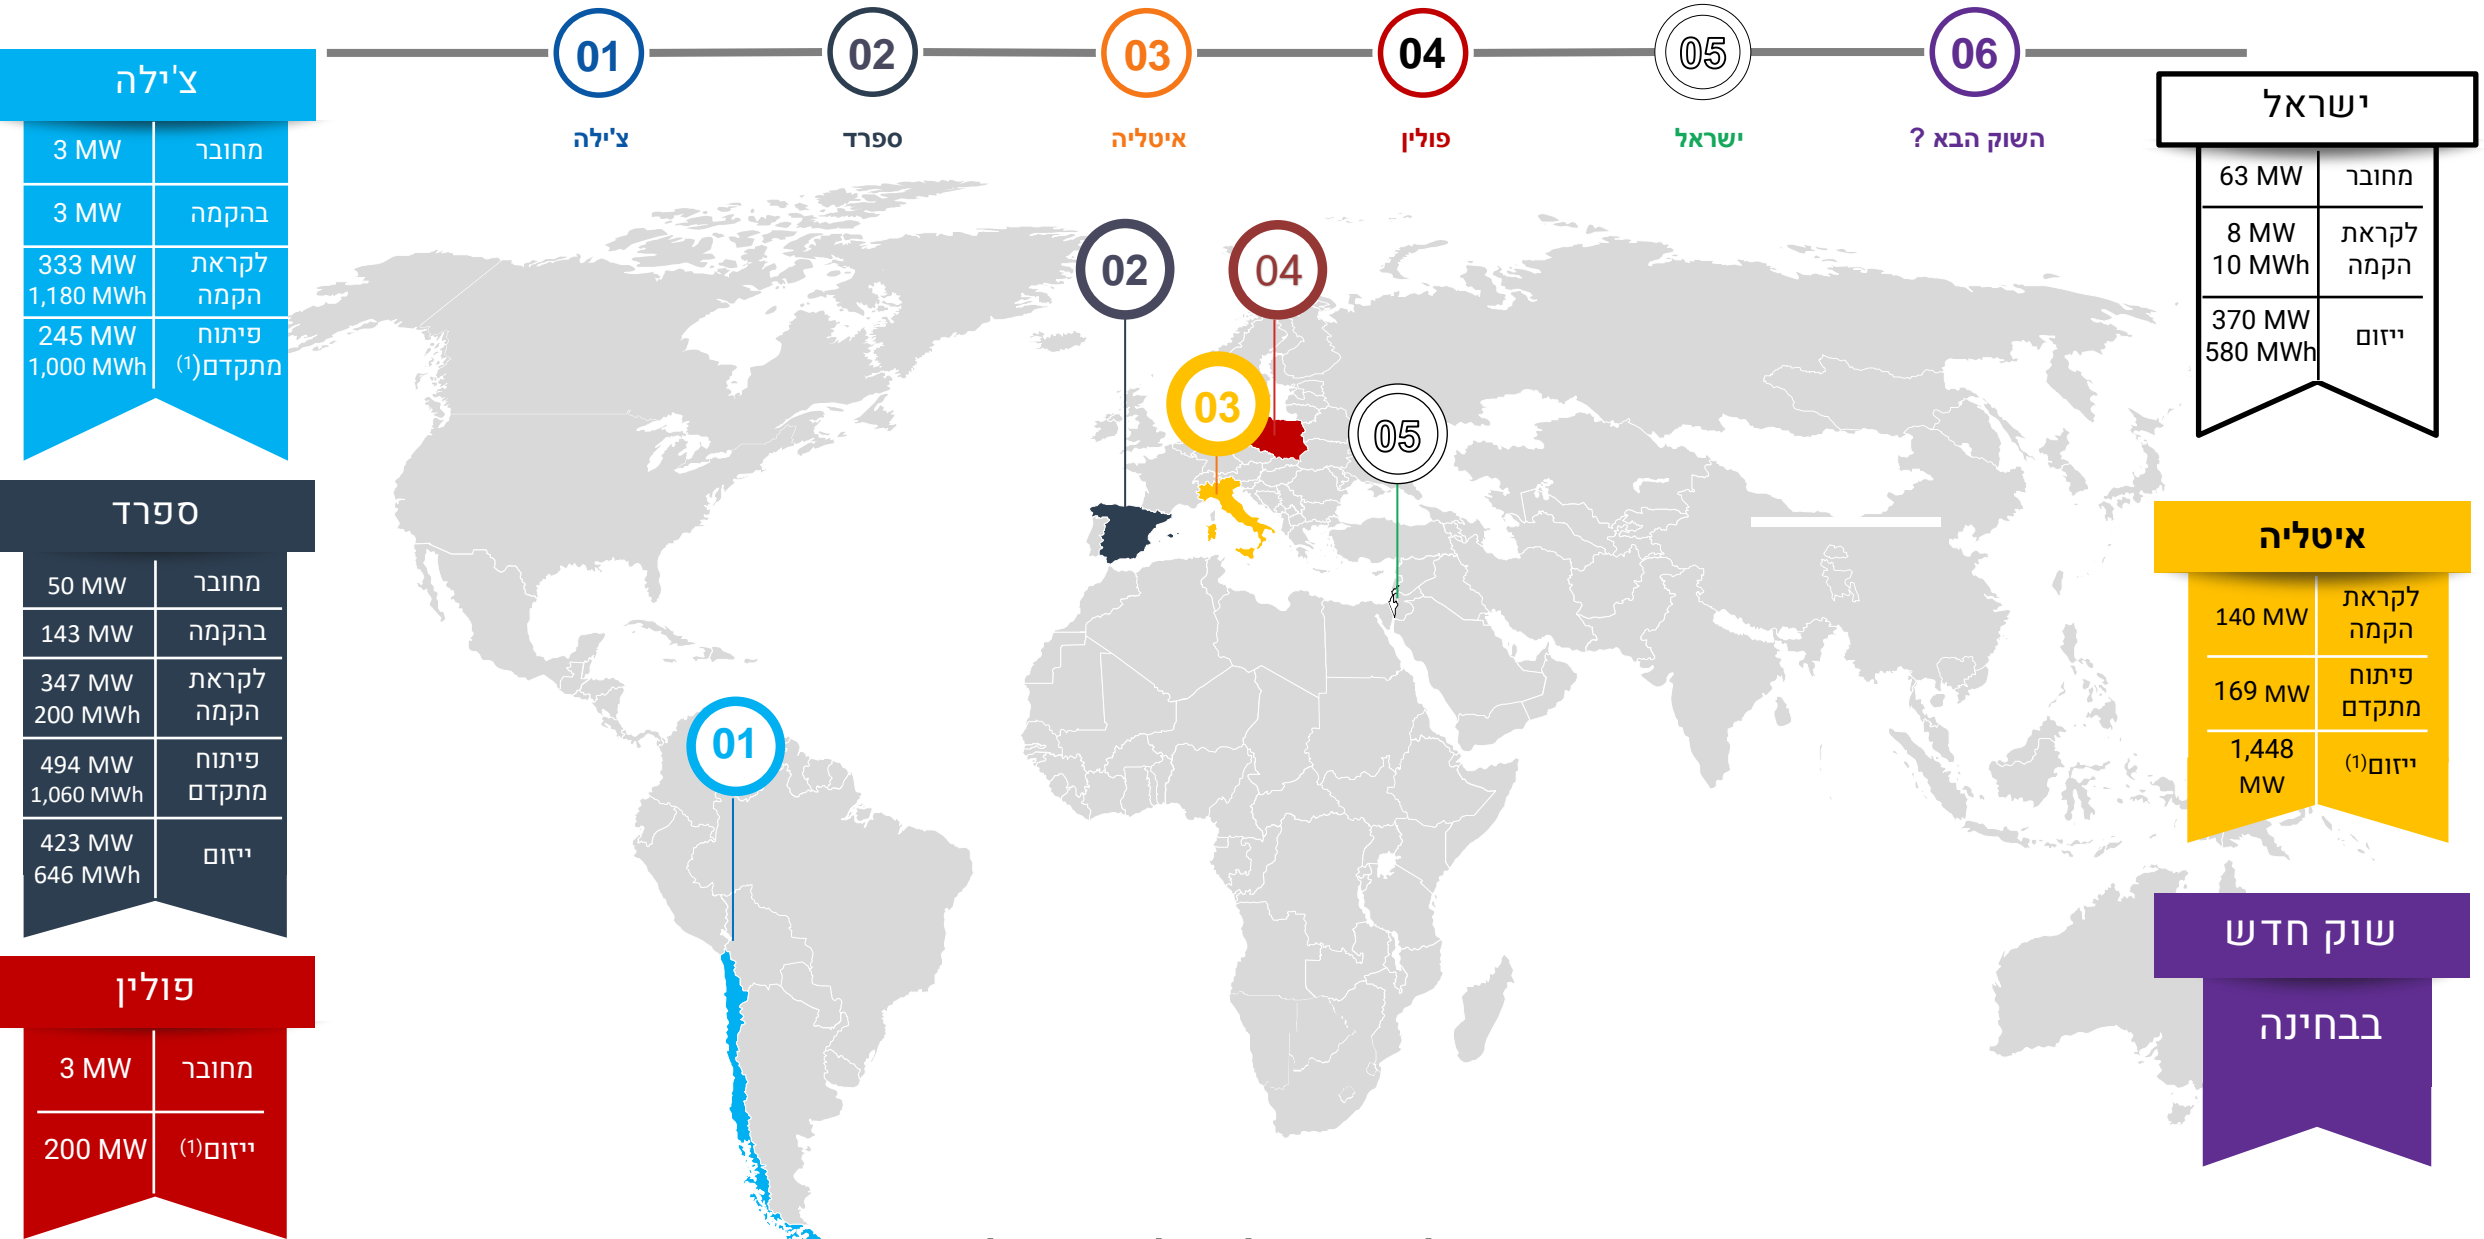 01
02
03
04
05
06
צ'ילה
ספרד
איטליה
פולין
ישראל
השוק הבא ?
צ'ילה
מחובר 3 MW
בהקמה 3 MW
לקראת הקמה 333 MW 1,180 MWh
פיתוח מתקדם(1) 245 MW 1,000 MWh
ספרד
מחובר 50 MW
בהקמה 143 MW
לקראת הקמה 347 MW 200 MWh
פיתוח מתקדם 494 MW 1,060 MWh
ייזום 423 MW 646 MWh
פולין
מחובר 3 MW
ייזום(1) 200 MW
02
04
03
05
01
ישראל
מחובר 63 MW
לקראת הקמה 8 MW 10 MWh
ייזום 370 MW 580 MWh
איטליה
לקראת הקמה 140 MW
פיתוח מתקדם 169 MW
ייזום(1) 1,448 MW
שוק חדש
בבחינה